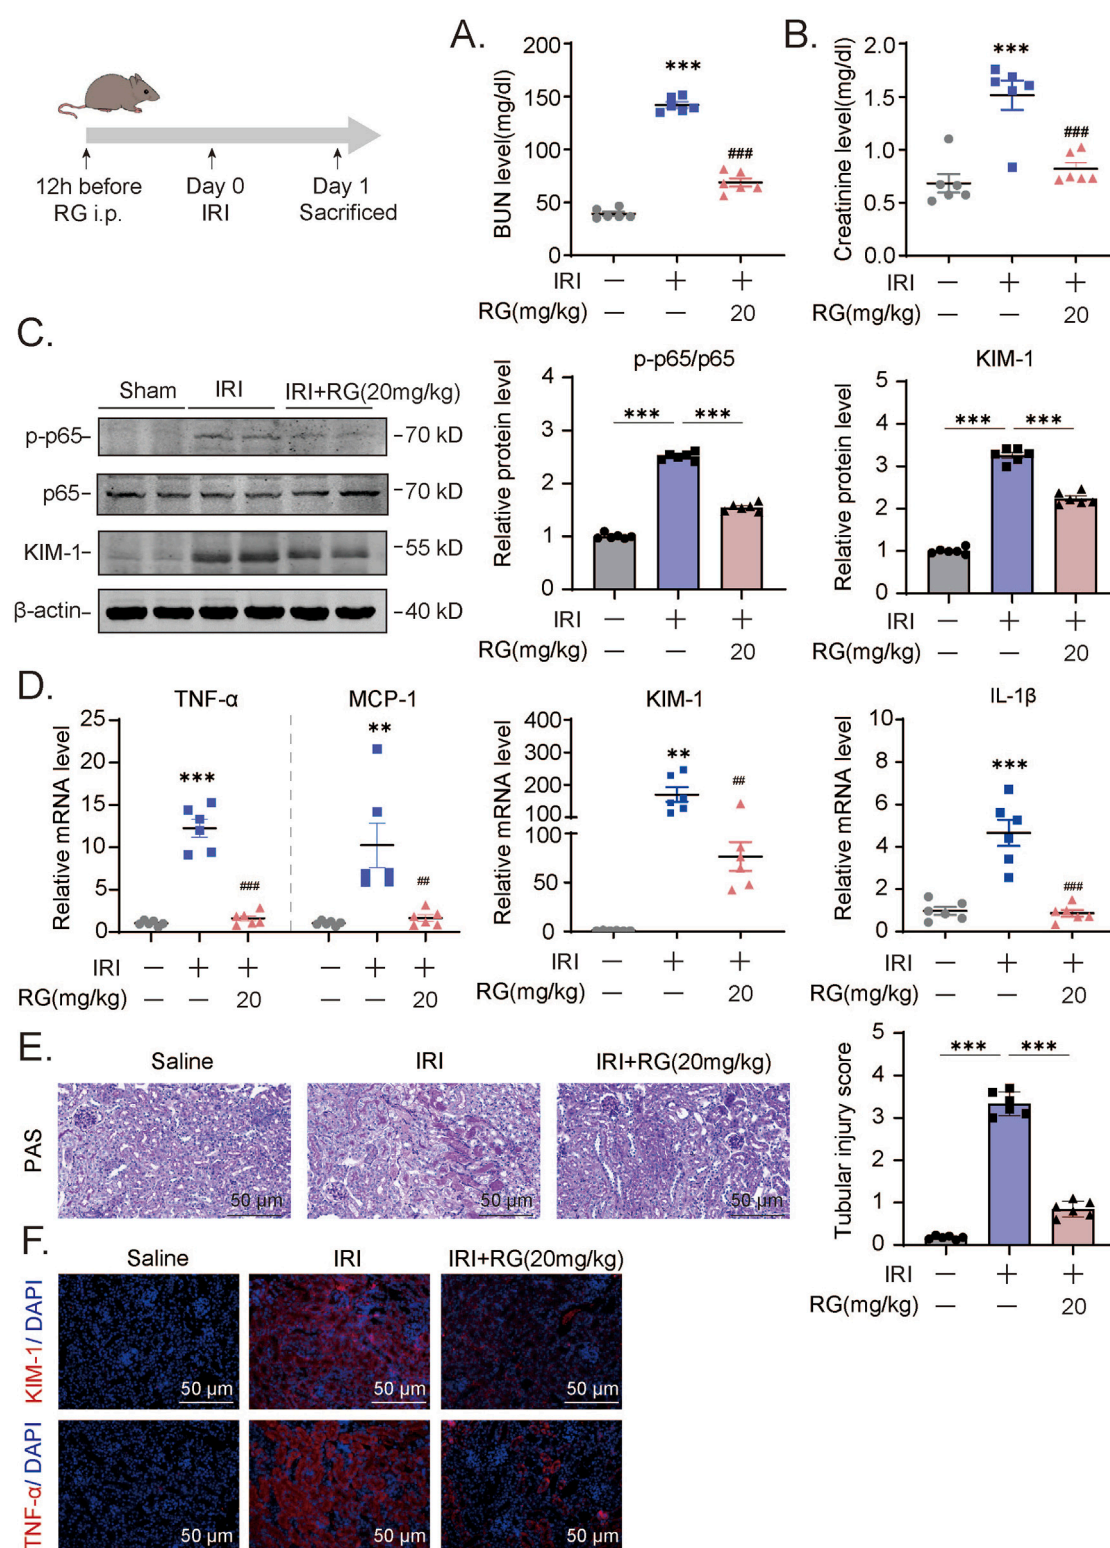 12h before
RG i.p.
Day 0
IRI
Day 1
Sacrificed
A.
BUN level(mg/dl)
200
150
100
50
0
***
###
IRI — + +
RG(mg/kg) — — 20
B.
Creatinine level(mg/dl)
2.0
1.5
1.0
0.5
0.0
***
###
IRI — + +
RG(mg/kg) — — 20
C.
Sham IRI IRI+RG(20mg/kg)
p-p65– –70 kD
p65– –70 kD
KIM-1– –55 kD
β-actin– –40 kD
p-p65/p65
Relative protein level
4
3
2
1
0
*** ***
IRI — + +
RG(mg/kg) — — 20
KIM-1
Relative protein level
5
4
3
2
1
0
*** ***
IRI — + +
RG(mg/kg) — — 20
D.
TNF-α MCP-1
Relative mRNA level
25
20
15
10
5
0
***
###
**
##
IRI — + + — + +
RG(mg/kg) — — 20 — — 20
KIM-1
Relative mRNA level
400
300
200
100
100
50
0
**
##
IRI — + +
RG(mg/kg) — — 20
IL-1β
Relative mRNA level
10
8
6
4
2
0
***
###
IRI — + +
RG(mg/kg) — — 20
E.
Saline IRI IRI+RG(20mg/kg)
PAS
50 μm 50 μm 50 μm
Tubular injury score
5
4
3
2
1
0
*** ***
IRI — + +
RG(mg/kg) — — 20
F.
Saline IRI IRI+RG(20mg/kg)
KIM-1/ DAPI
50 μm 50 μm 50 μm
TNF-α/ DAPI
50 μm 50 μm 50 μm